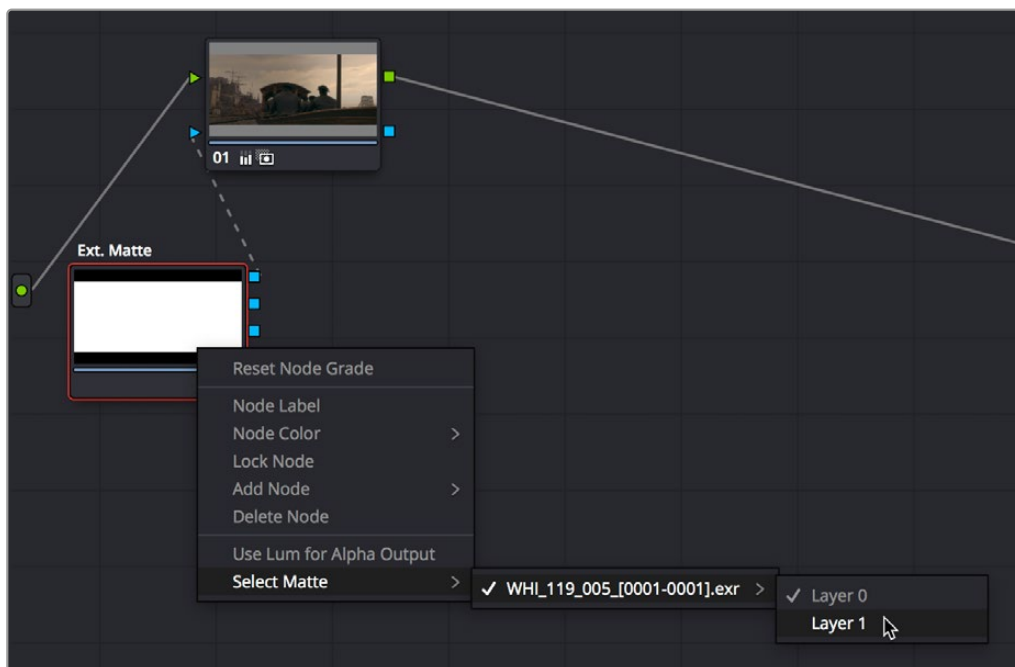 01
Ext. Matte
Reset Node Grade
Node Label
Node Color
Lock Node
Add Node
Delete Node
Use Lum for Alpha Output
Select Matte
WHI_119_005_[0001-0001].exr
Layer 0
Layer 1